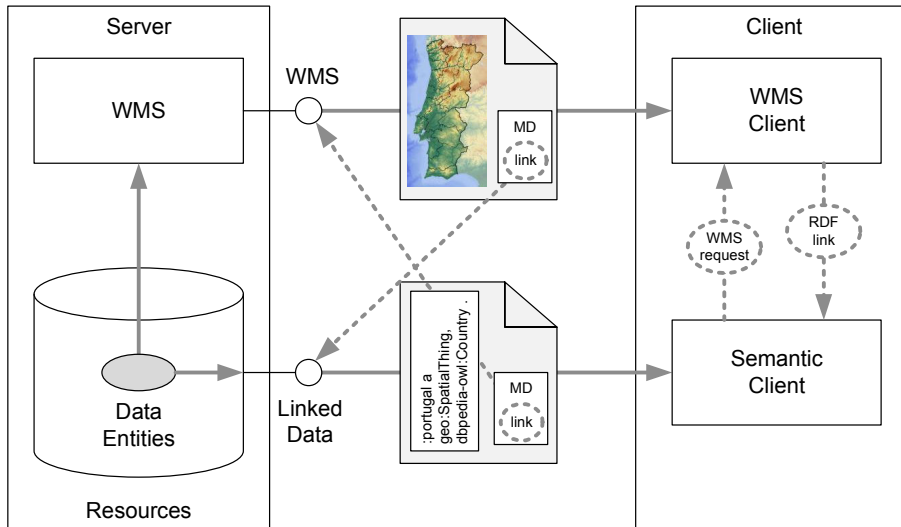 Server
Client
WMS
WMS
WMS
Client
MD
link
WMS
request
RDF
link
Data
Entities
Linked
Data
:portugal a
geo:SpatialThing,
dbpedia-owl:Country .
MD
link
Semantic
Client
Resources